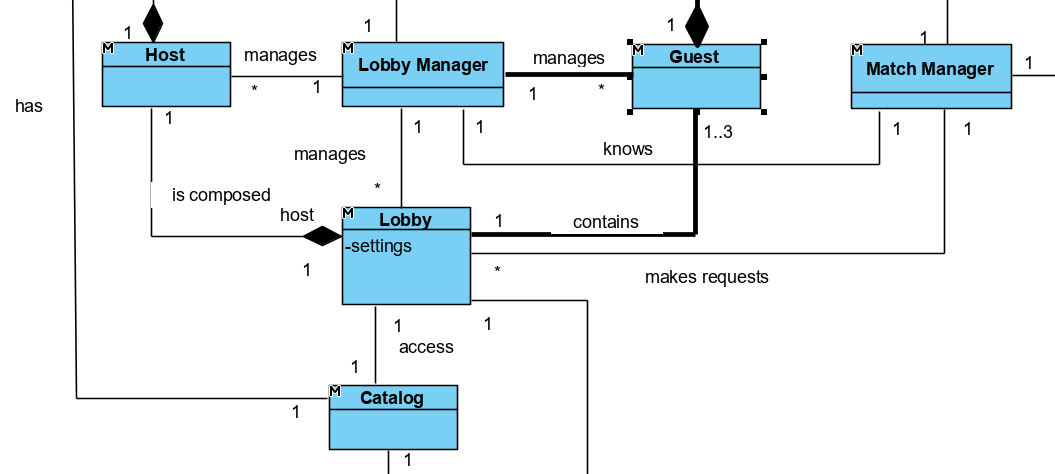 1
1
1
1
M Host
manages
M
Lobby Manager
manages
M Guest
M
Match Manager
1
* 1
1 *
has
1
1 1
1..3
1 1
knows
manages
*
is composed
host
M
Lobby
1
contains
-settings
1
*
makes requests
1
1
access
1
M
Catalog
1
1